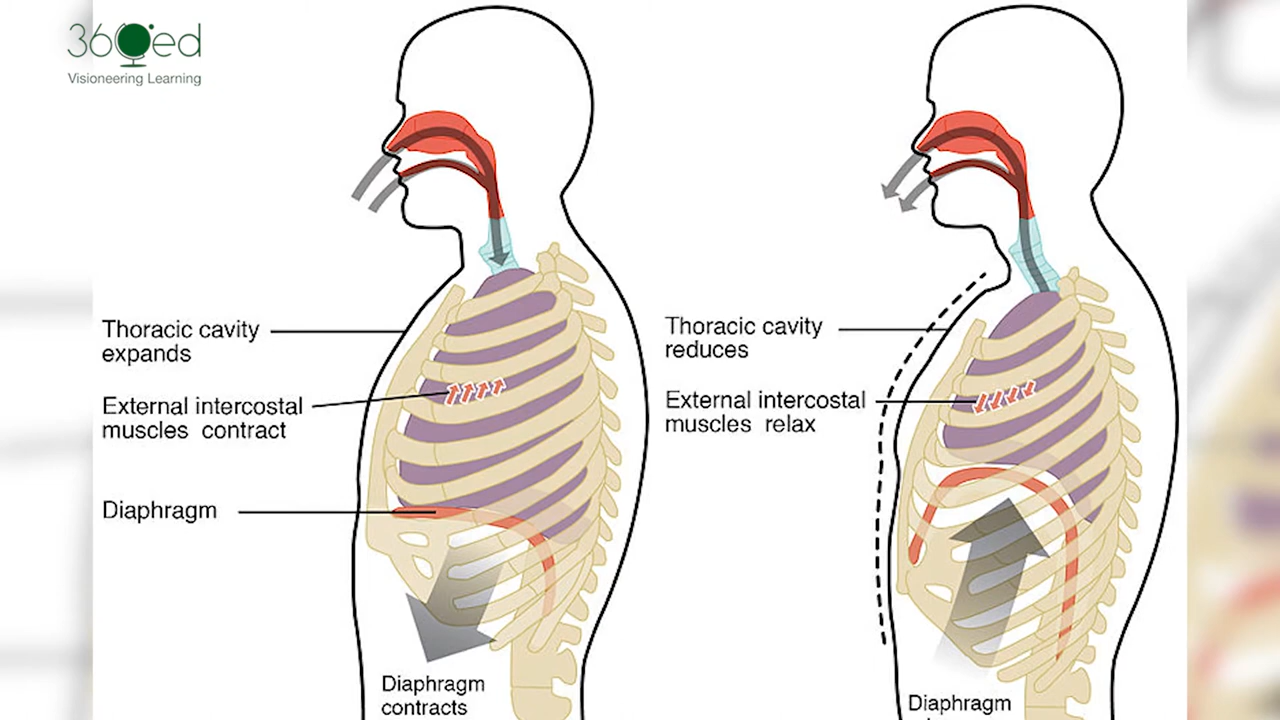 360ed
Visioneering Learning
Thoracic cavity
expands
External intercostal
muscles contract
Diaphragm
Diaphragm
contracts
Thoracic cavity
reduces
External intercostal
muscles relax
Diaphragm